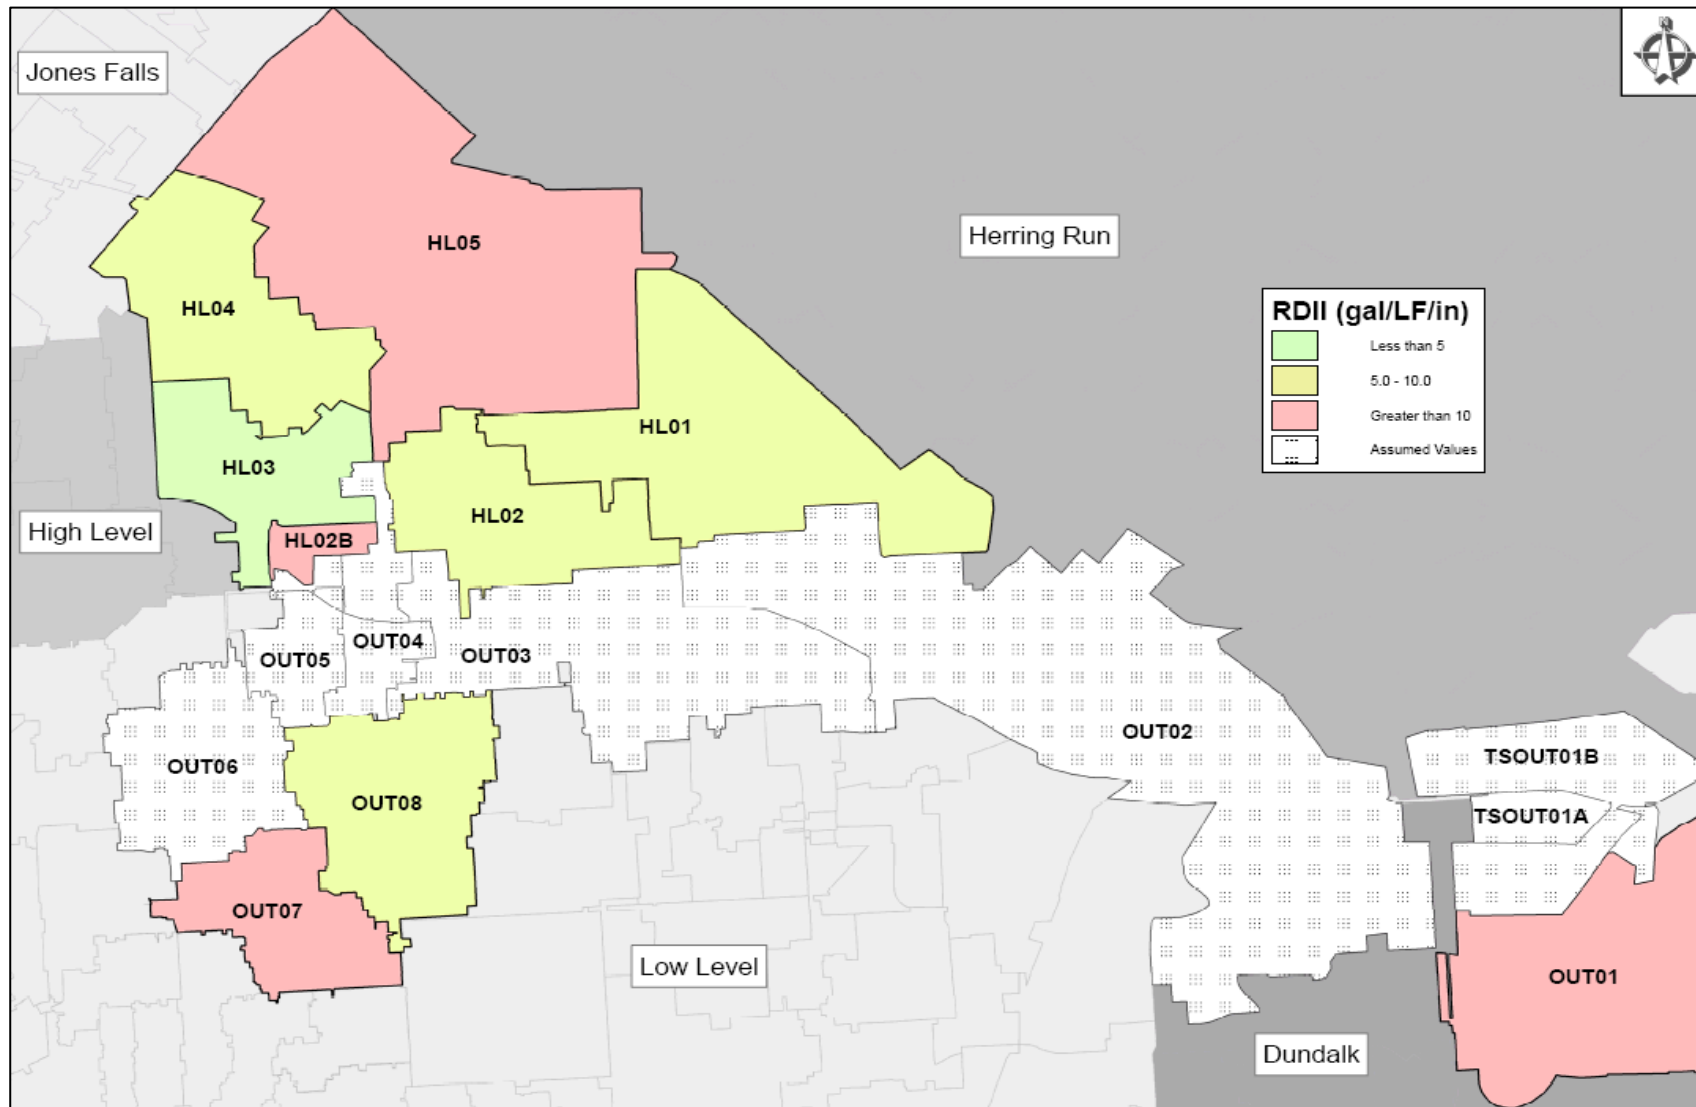 N
Jones Falls
Herring Run
HL05
RDII (gal/LF/in)
Less than 5
5.0 - 10.0
Greater than 10
Assumed Values
HL04
HL01
HL03
HL02
High Level
HL02B
OUT04
OUT05
OUT03
OUT02
TSOUT01B
OUT06
OUT08
TSOUT01A
OUT07
Low Level
OUT01
Dundalk